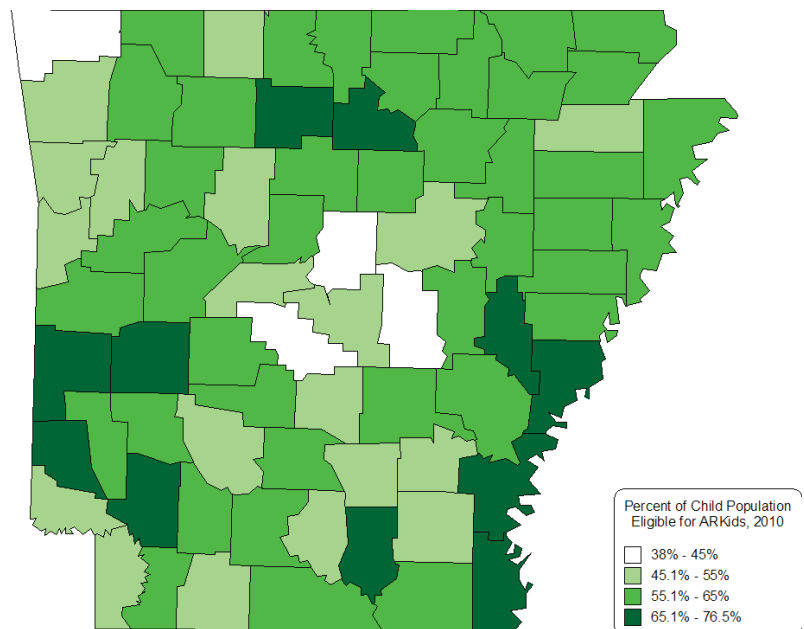 Percent of Child Population
Eligible for ARKids, 2010
38% - 45%
45.1% - 55%
55.1% - 65%
65.1% - 76.5%